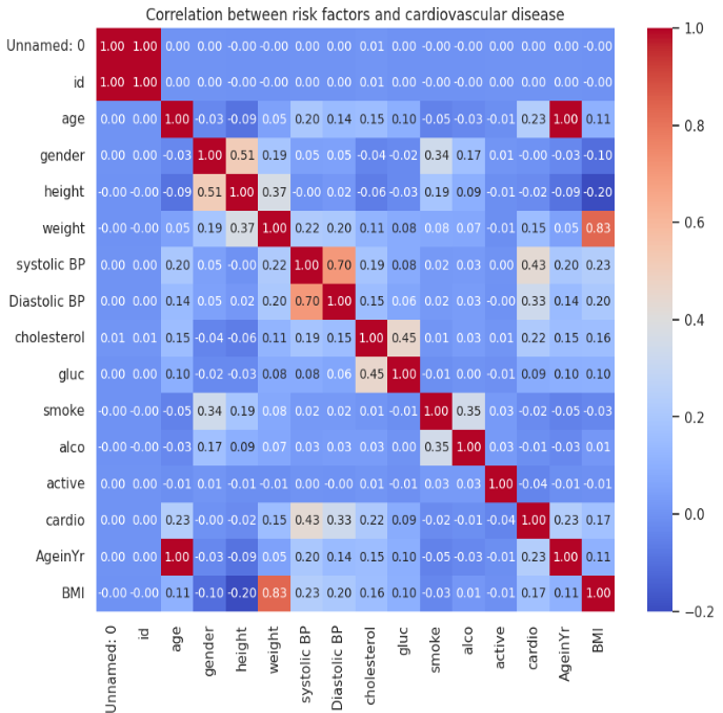 Correlation between risk factors and cardiovascular disease
Unnamed: 0 1.00 1.00 0.00 0.00 -0.00 -0.00 0.00 0.00 0.01 0.00 -0.00 -0.00 0.00 0.00 0.00 -0.00
id 1.00 1.00 0.00 0.00 -0.00 -0.00 0.00 0.00 0.01 0.00 -0.00 -0.00 0.00 0.00 0.00 -0.00
age 0.00 0.00 1.00 -0.03 -0.09 0.05 0.20 0.14 0.15 0.10 -0.05 -0.03 -0.01 0.23 1.00 0.11
gender 0.00 0.00 -0.03 1.00 0.51 0.19 0.05 0.05 -0.04 -0.02 0.34 0.17 0.01 -0.00 -0.03 -0.10
height -0.00 -0.00 -0.09 0.51 1.00 0.37 -0.00 0.02 -0.06 -0.03 0.19 0.09 -0.01 -0.02 -0.09 -0.20
weight -0.00 -0.00 0.05 0.19 0.37 1.00 0.22 0.20 0.11 0.08 0.08 0.07 -0.01 0.15 0.05 0.83
systolic BP 0.00 0.00 0.20 0.05 -0.00 0.22 1.00 0.70 0.19 0.08 0.02 0.03 0.00 0.43 0.20 0.23
Diastolic BP 0.00 0.00 0.14 0.05 0.02 0.20 0.70 1.00 0.15 0.06 0.02 0.03 -0.00 0.33 0.14 0.20
cholesterol 0.01 0.01 0.15 -0.04 -0.06 0.11 0.19 0.15 1.00 0.45 0.01 0.03 0.01 0.22 0.15 0.16
gluc 0.00 0.00 0.10 -0.02 -0.03 0.08 0.08 0.06 0.45 1.00 -0.01 0.00 -0.01 0.09 0.10 0.10
smoke -0.00 -0.00 -0.05 0.34 0.19 0.08 0.02 0.02 0.01 -0.01 1.00 0.35 0.03 -0.02 -0.05 -0.03
alco -0.00 -0.00 -0.03 0.17 0.09 0.07 0.03 0.03 0.03 0.00 0.35 1.00 0.03 -0.01 -0.03 0.01
active 0.00 0.00 -0.01 0.01 -0.01 -0.01 0.00 -0.00 0.01 -0.01 0.03 0.03 1.00 -0.04 -0.01 -0.01
cardio 0.00 0.00 0.23 -0.00 -0.02 0.15 0.43 0.33 0.22 0.09 -0.02 -0.01 -0.04 1.00 0.23 0.17
AgeinYr 0.00 0.00 1.00 -0.03 -0.09 0.05 0.20 0.14 0.15 0.10 -0.05 -0.03 -0.01 0.23 1.00 0.11
BMI -0.00 -0.00 0.11 -0.10 -0.20 0.83 0.23 0.20 0.16 0.10 -0.03 0.01 -0.01 0.17 0.11 1.00
Unnamed: 0
id
age
gender
height
weight
systolic BP
Diastolic BP
cholesterol
gluc
smoke
alco
active
cardio
AgeinYr
BMI
1.0
0.8
0.6
0.4
0.2
0.0
−0.2